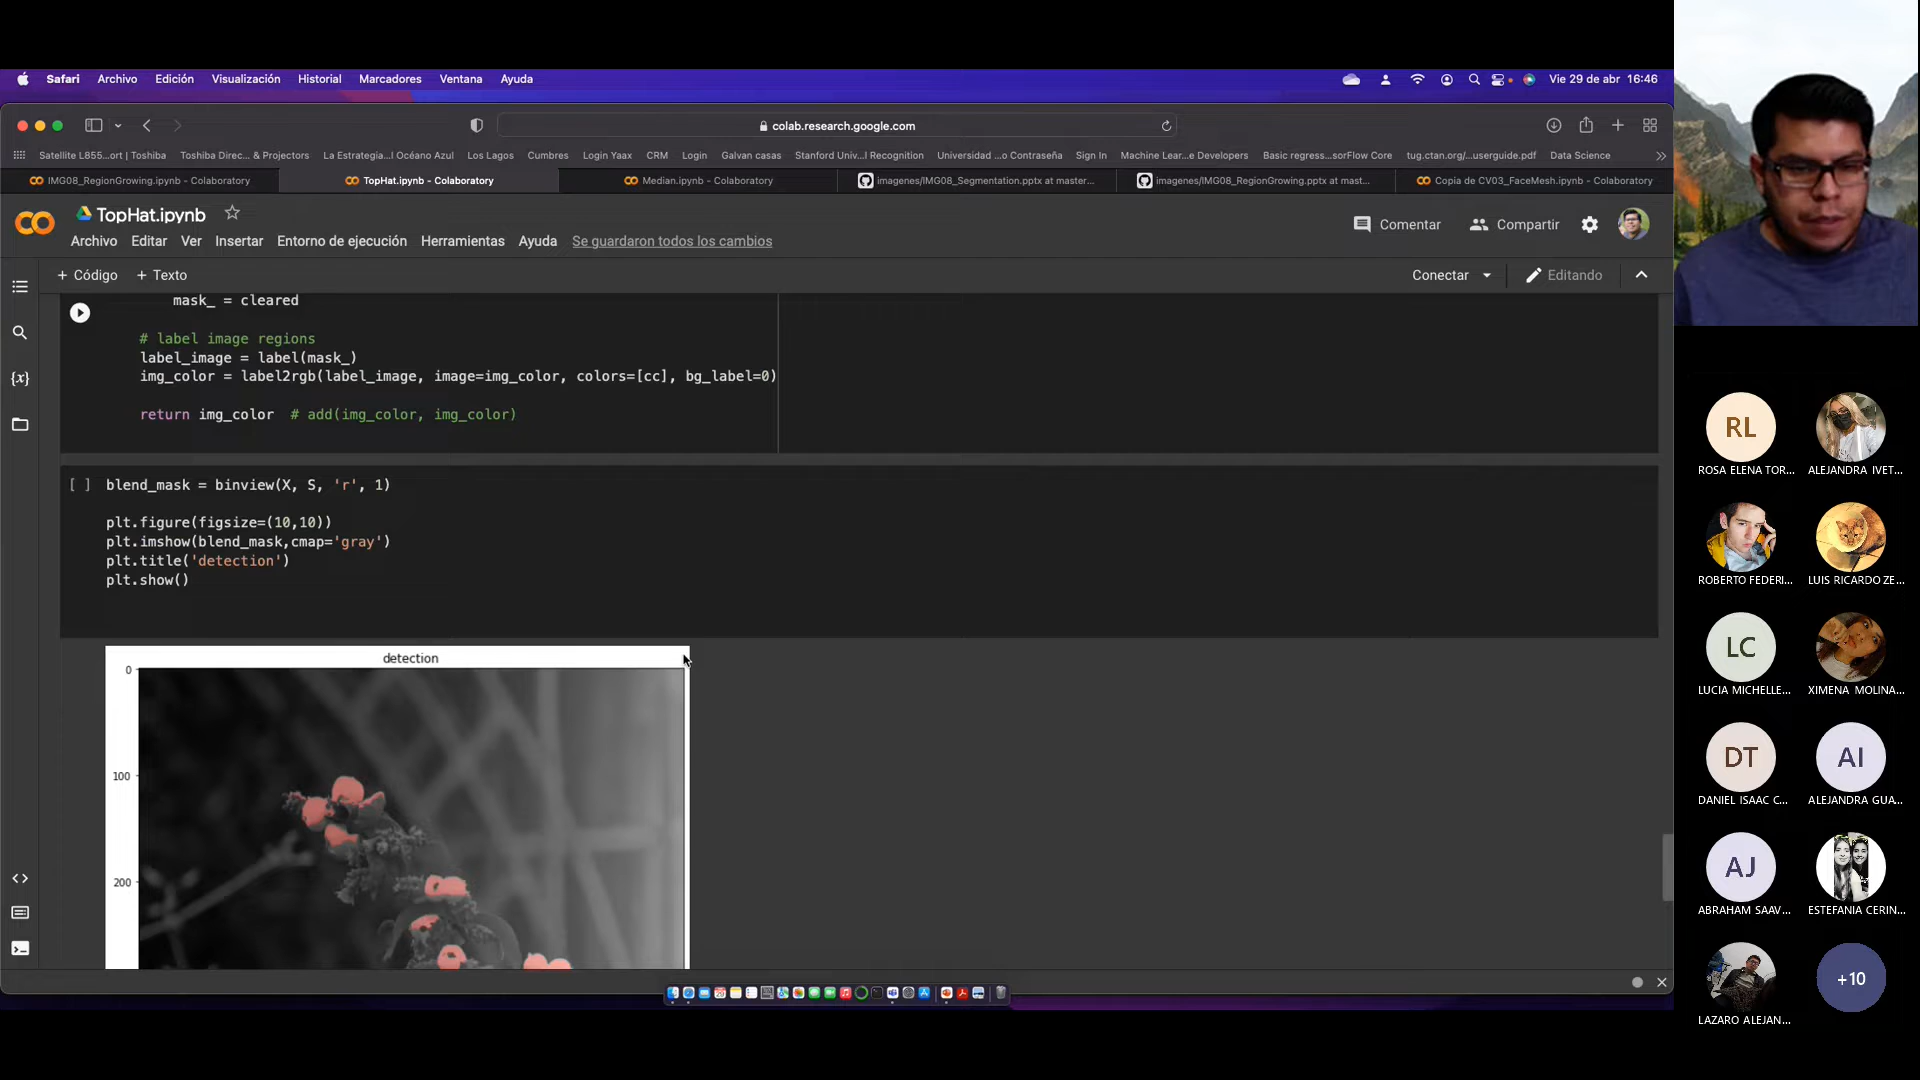 Safari Archivo Edición Visualización Historial Marcadores Ventana Ayuda
Vie 29 de abr 16:46
colab.research.google.com
Satellite L855...ort | Toshiba Toshiba Direc... & Projectors La Estrategia...l Océano Azul Los Lagos Cumbres Login Yaax CRM Login Galvan casas Stanford Univ...l Recognition Universidad ...o Contraseña Sign In Machine Lear...e Developers Basic regress...sorFlow Core tug.ctan.org/...userguide.pdf Data Science
IMG08_RegionGrowing.ipynb - Colaboratory TopHat.ipynb - Colaboratory Median.ipynb - Colaboratory imagenes/IMG08_Segmentation.pptx at master... imagenes/IMG08_RegionGrowing.pptx at mast... Copia de CV03_FaceMesh.ipynb - Colaboratory
TopHat.ipynb
Comentar Compartir
Archivo Editar Ver Insertar Entorno de ejecución Herramientas Ayuda Se guardaron todos los cambios
+ Código + Texto
Conectar Editando
mask_ = cleared
# label image regions
label_image = label(mask_)
img_color = label2rgb(label_image, image=img_color, colors=[cc], bg_label=0)
return img_color # add(img_color, img_color)
[ ] blend_mask = binview(X, S, 'r', 1)
plt.figure(figsize=(10,10))
plt.imshow(blend_mask,cmap='gray')
plt.title('detection')
plt.show()
detection
0
100
200
RL
ROSA ELENA TOR... ALEJANDRA IVET...
ROBERTO FEDERI... LUIS RICARDO ZE...
LC
LUCIA MICHELLE... XIMENA MOLINA...
DT AI
DANIEL ISAAC C... ALEJANDRA GUA...
AJ
ABRAHAM SAAV... ESTEFANIA CERIN...
+10
LAZARO ALEJAN...